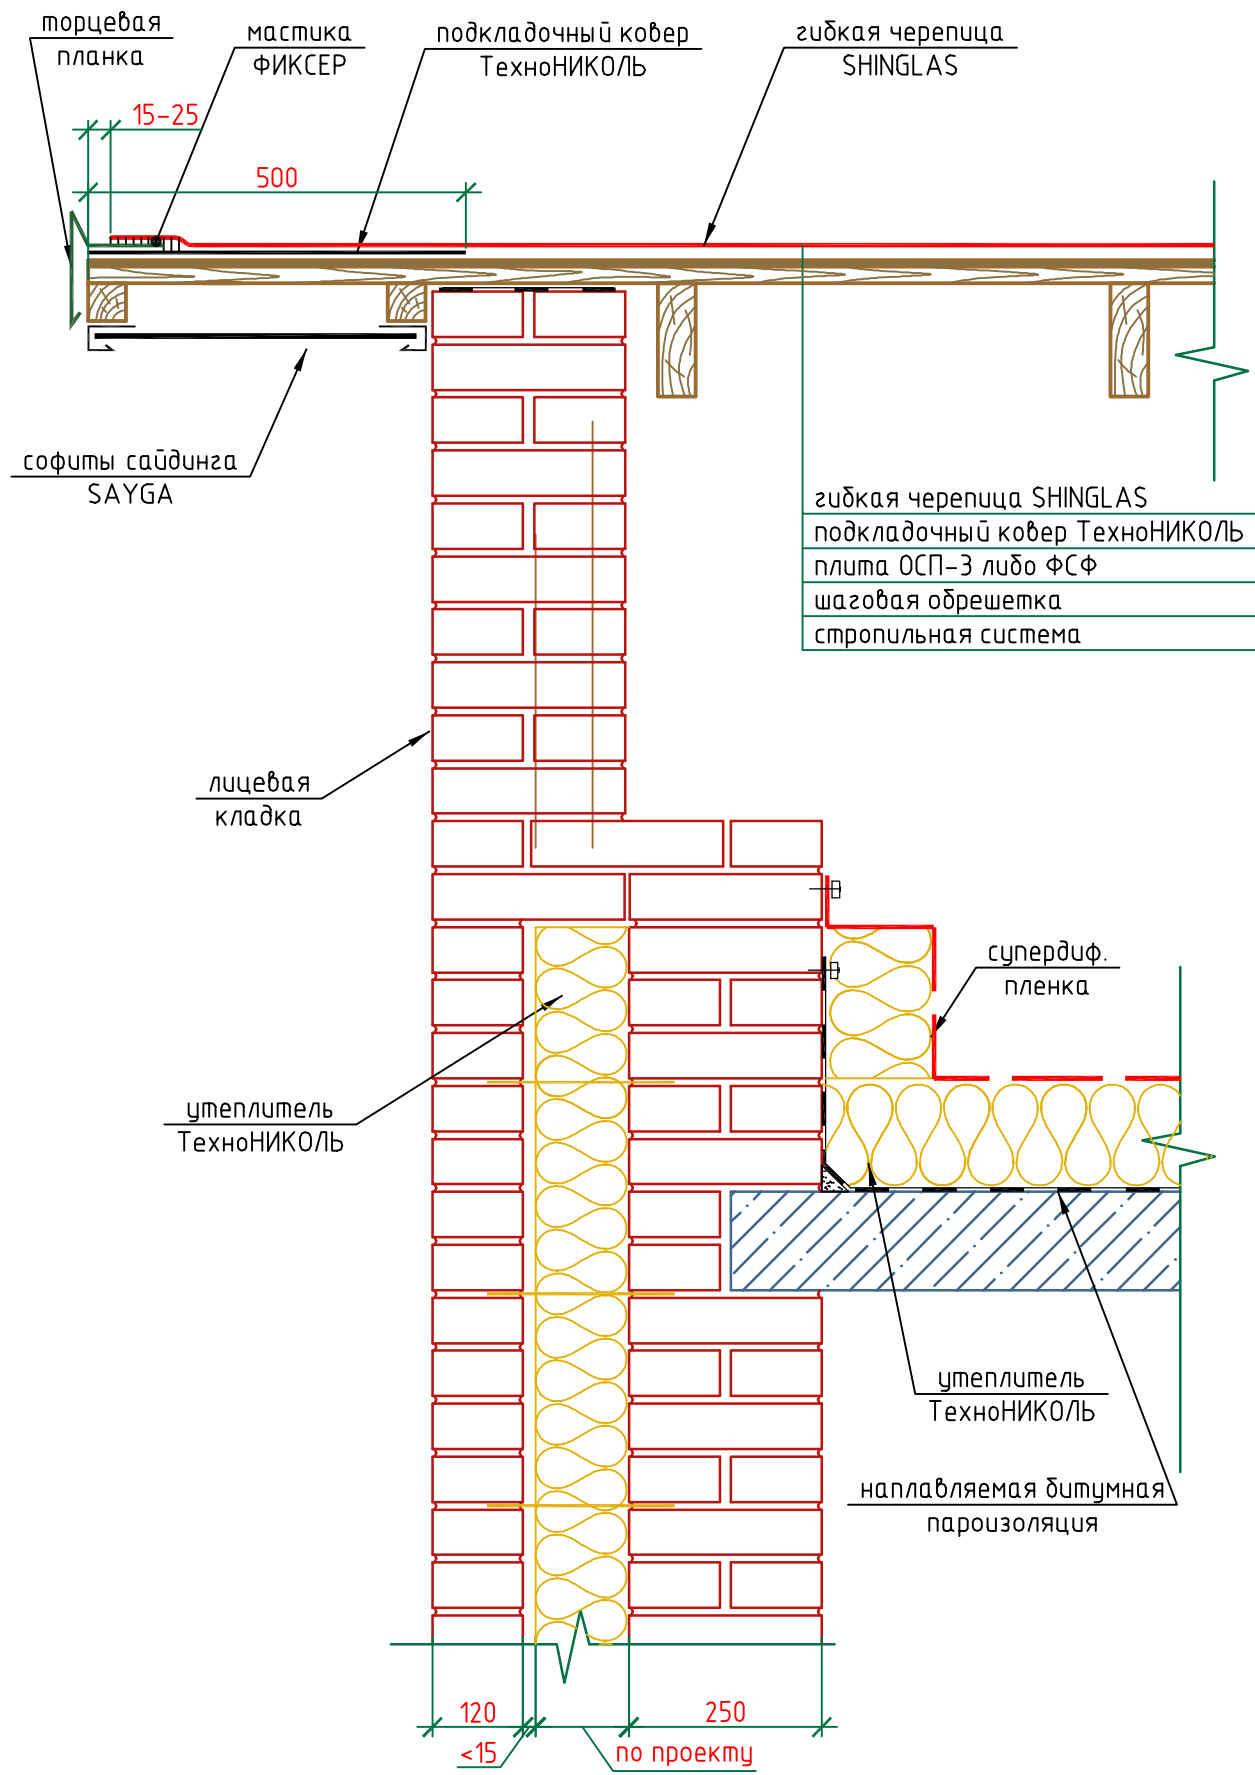 торцевая
планка
мастика
ФИКСЕР
подкладочный ковер
ТехноНИКОЛЬ
гибкая черепица
SHINGLAS
15-25
500
софиты сайдинга
SAYGA
гибкая черепица SHINGLAS
подкладочный ковер ТехноНИКОЛЬ
плита ОСП-3 либо ФСФ
шаговая обрешетка
стропильная система
лицевая
кладка
супердиф.
пленка
утеплитель
ТехноНИКОЛЬ
утеплитель
ТехноНИКОЛЬ
наплавляемая битумная
пароизоляция
120
250
<15
по проекту